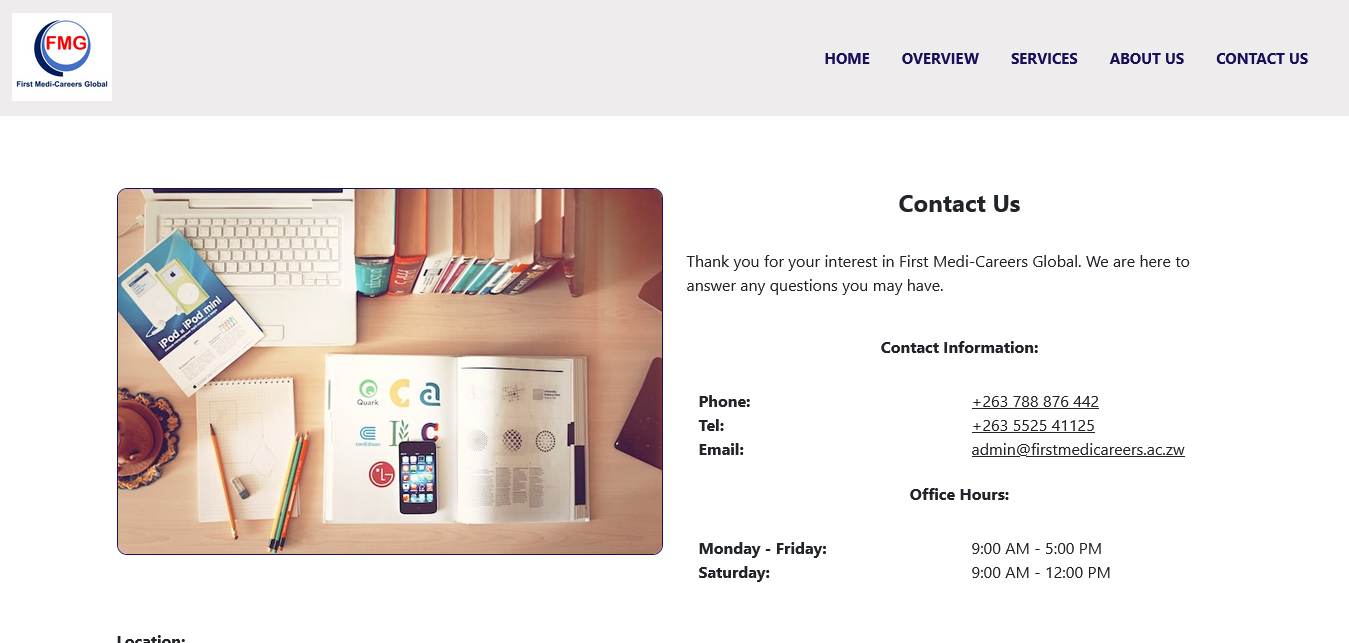 FMG
First Medi-Careers Global
HOME OVERVIEW SERVICES ABOUT US CONTACT US
Contact Us
Thank you for your interest in First Medi-Careers Global. We are here to
answer any questions you may have.
iPod x iPod mini
Quark
Contact Information:
Phone: +263 788 876 442
Tel: +263 5525 41125
Email: admin@firstmedicareers.ac.zw
Office Hours:
Monday - Friday: 9:00 AM - 5:00 PM
Saturday: 9:00 AM - 12:00 PM
Location: